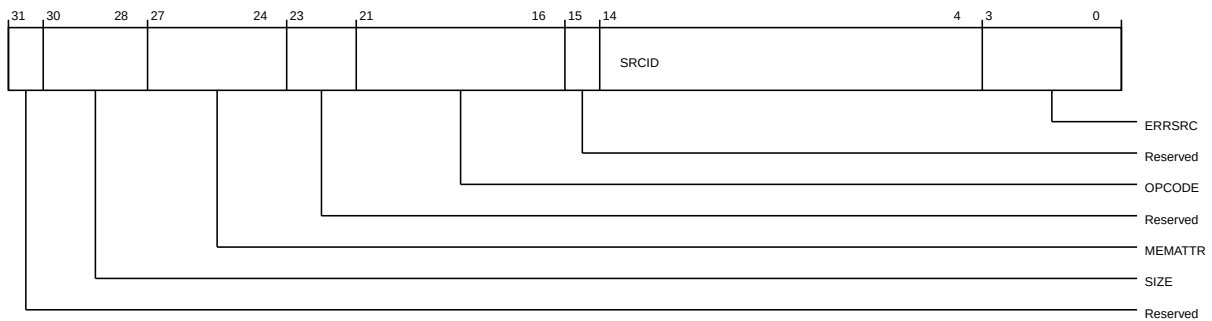 31 30 28 27 24 23 21 16 15 14 4 3 0
SRCID
ERRSRC
Reserved
OPCODE
Reserved
MEMATTR
SIZE
Reserved